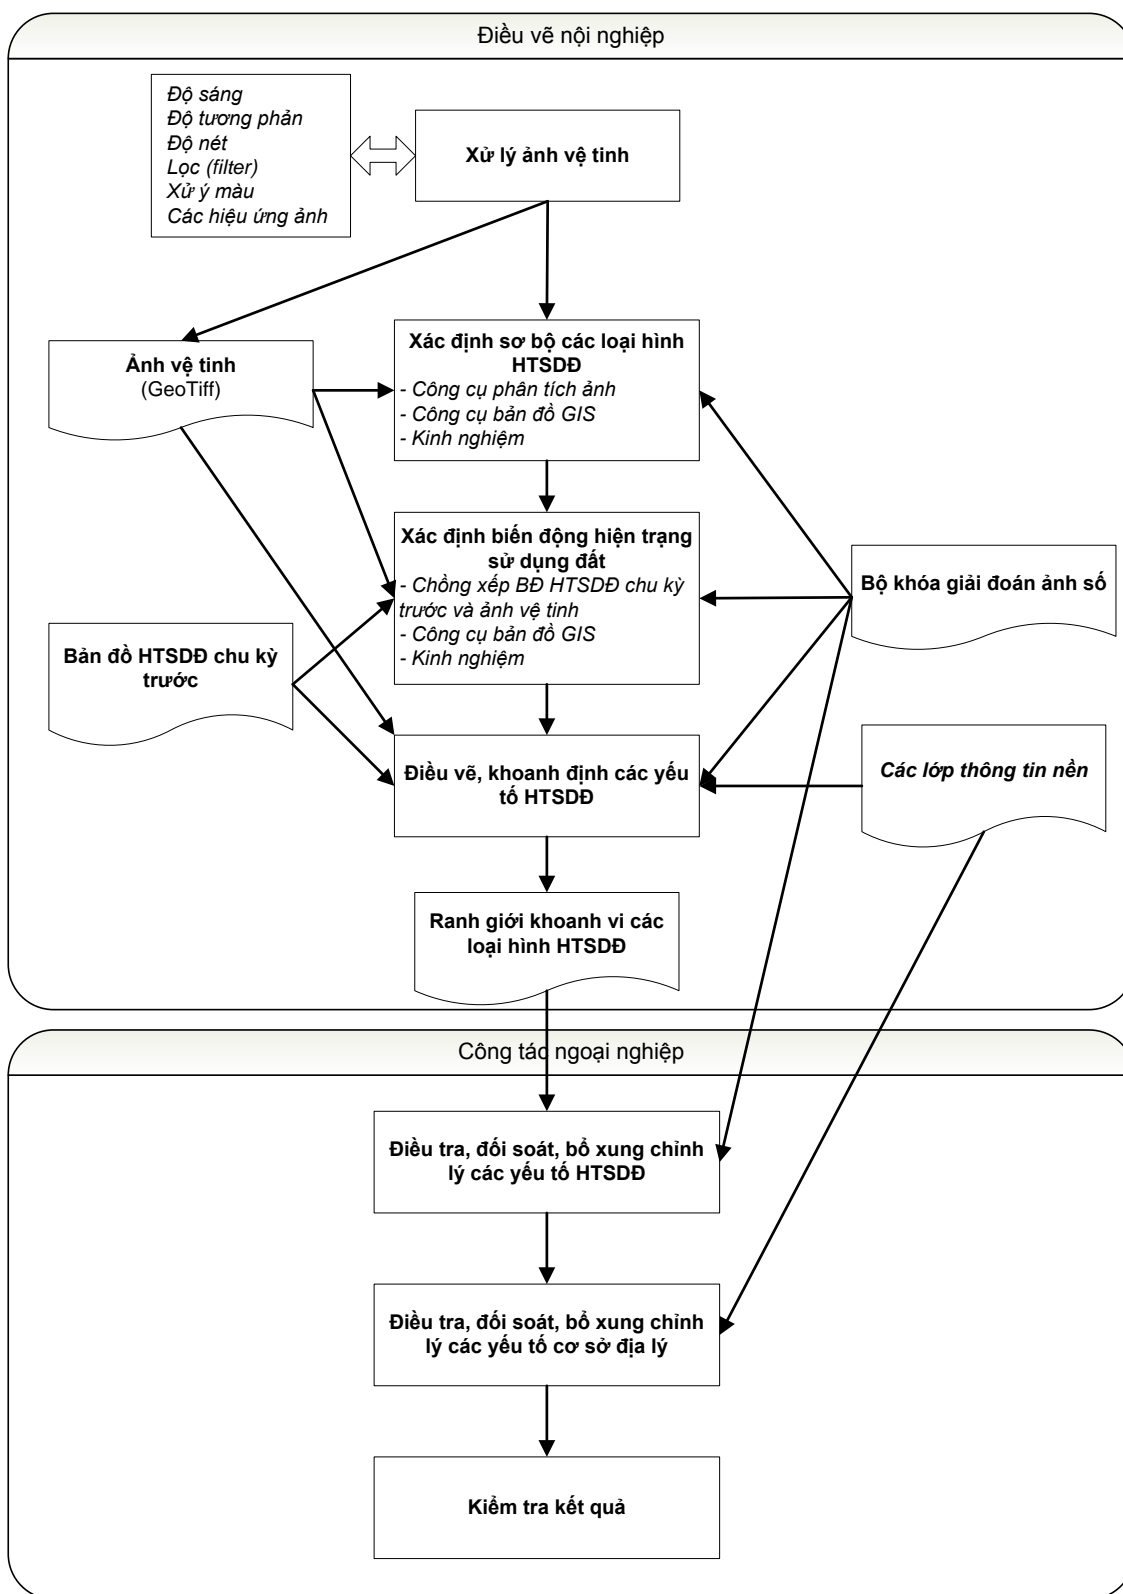 Điều vẽ nội nghiệp
Độ sáng
Độ tương phản
Độ nét
Lọc (filter)
Xử ý màu
Các hiệu ứng ảnh
Xử lý ảnh vệ tinh
Ảnh vệ tinh
(GeoTiff)
Xác định sơ bộ các loại hình
HTSDĐ
- Công cụ phân tích ảnh
- Công cụ bản đồ GIS
- Kinh nghiệm
Xác định biến động hiện trạng
sử dụng đất
- Chồng xếp BĐ HTSDĐ chu kỳ
trước và ảnh vệ tinh
- Công cụ bản đồ GIS
- Kinh nghiệm
Bộ khóa giải đoán ảnh số
Bản đồ HTSDĐ chu kỳ
trước
Điều vẽ, khoanh định các yếu
tố HTSDĐ
Các lớp thông tin nền
Ranh giới khoanh vi các
loại hình HTSDĐ
Công tác ngoại nghiệp
Điều tra, đối soát, bổ xung chỉnh
lý các yếu tố HTSDĐ
Điều tra, đối soát, bổ xung chỉnh
lý các yếu tố cơ sở địa lý
Kiểm tra kết quả